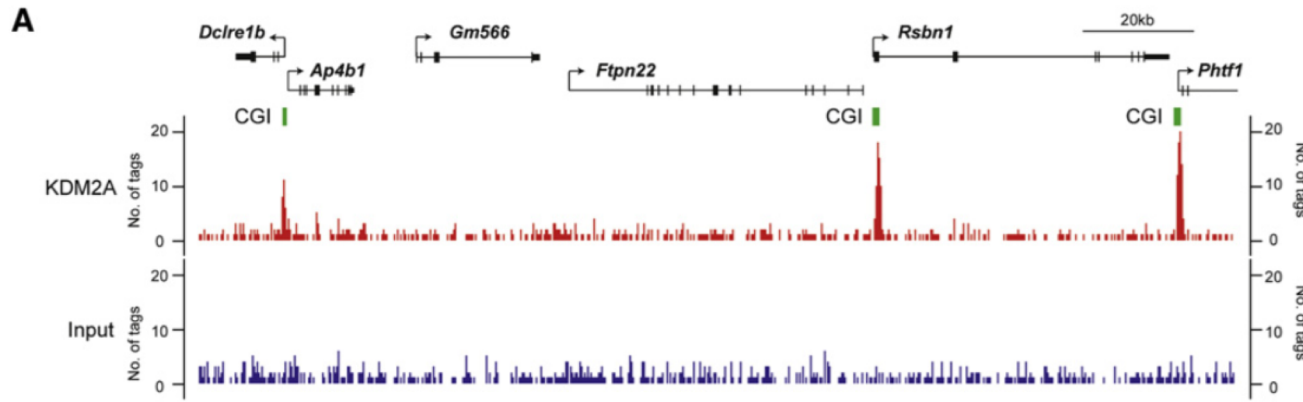 A
Dclre1b
Gm566
Rsbn1
20kb
Ap4b1
Ftpn22
Phtf1
CGI
CGI
CGI
KDM2A
No. of tags
20
10
0
20
10
0
No. of tags
Input
No. of tags
20
10
0
20
10
0
No. of tags